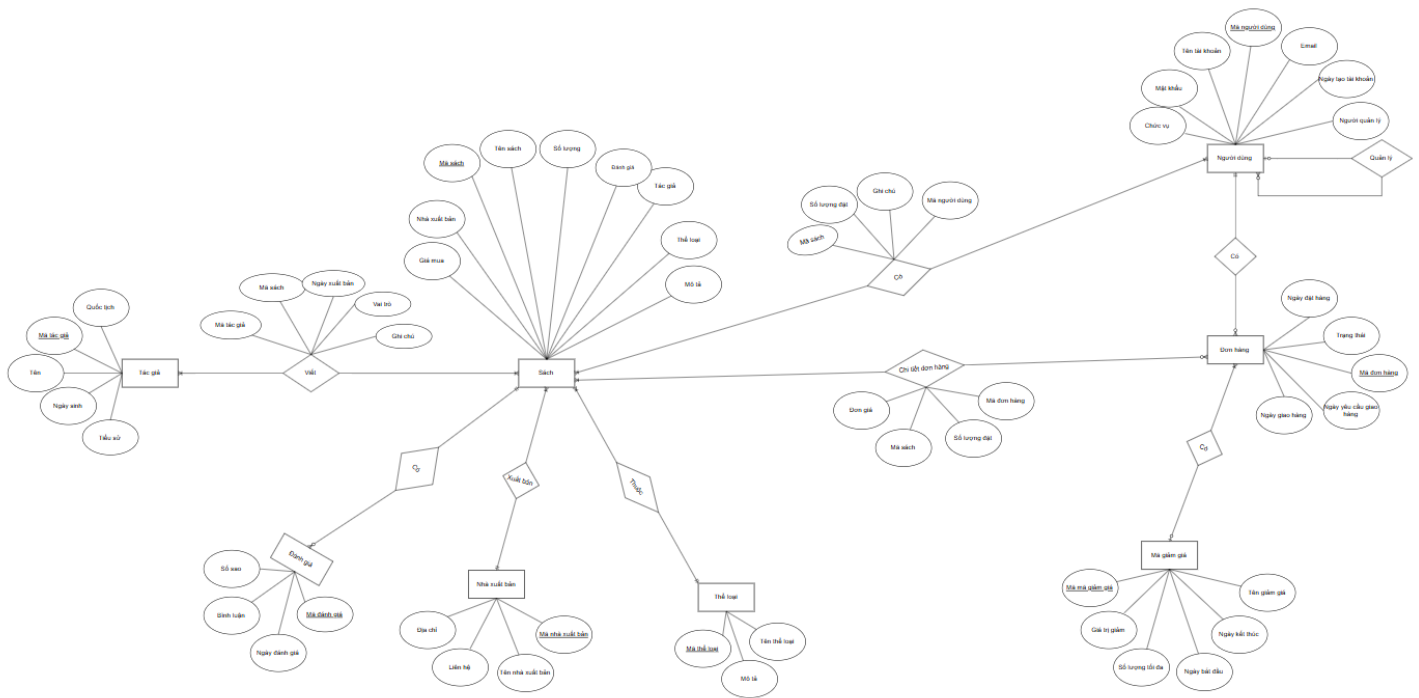 Mã người dùng
Tên tài khoản
Email
Mật khẩu
Ngày tạo tài khoản
Chức vụ
Người quản lý
Người dùng
Quản lý
Mã sách
Tên sách
Số lượng
Đánh giá
Tác giả
Nhà xuất bản
Giá mua
Thể loại
Mô tả
Số lượng đặt
Ghi chú
Mã người dùng
Mã sách
Có
Có
Quốc tịch
Mã tác giả
Tên
Ngày sinh
Tiểu sử
Tác giả
Mã sách
Ngày xuất bản
Mã tác giả
Vai trò
Ghi chú
Viết
Sách
Chi tiết đơn hàng
Đơn giá
Mã sách
Số lượng đặt
Mã đơn hàng
Đơn hàng
Ngày đặt hàng
Trạng thái
Mã đơn hàng
Ngày yêu cầu giao
hàng
Ngày giao hàng
Có
Xuất bản
Thuộc
Có
Đánh giá
Số sao
Bình luận
Ngày đánh giá
Mã đánh giá
Nhà xuất bản
Địa chỉ
Liên hệ
Tên nhà xuất bản
Mã nhà xuất bản
Thể loại
Mã thể loại
Mô tả
Tên thể loại
Mã giảm giá
Mã mã giảm giá
Giá trị giảm
Số lượng tối đa
Ngày bắt đầu
Ngày kết thúc
Tên giảm giá